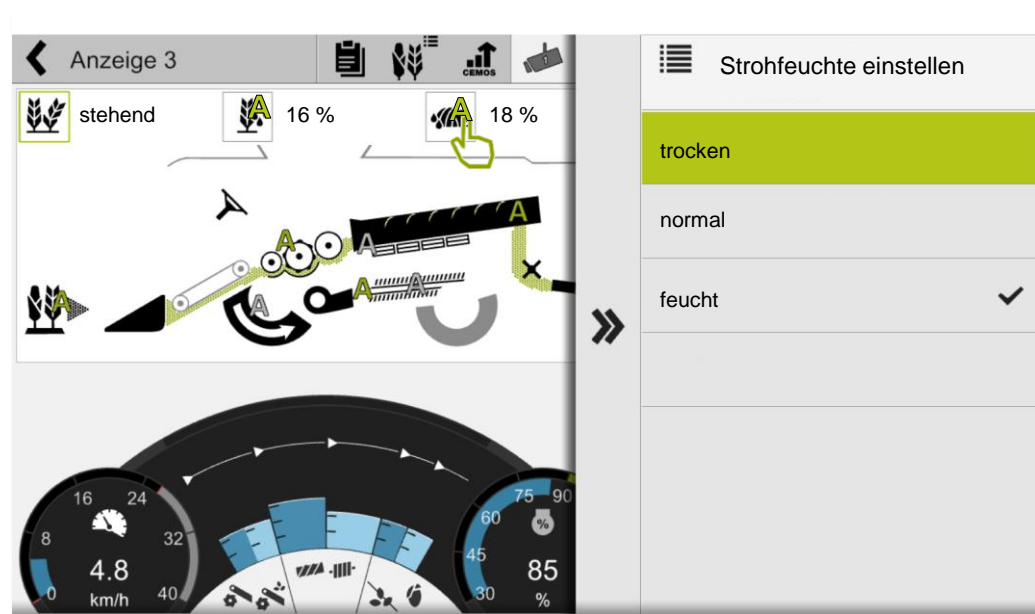 Anzeige 3
CEMOS
Strohfeuchte einstellen
stehend
A
16 %
A
18 %
trocken
normal
feucht
A
A
A
A
A
A
A
16
24
8
32
4.8
0
40
km/h
75
90
60
%
45
85
30
%